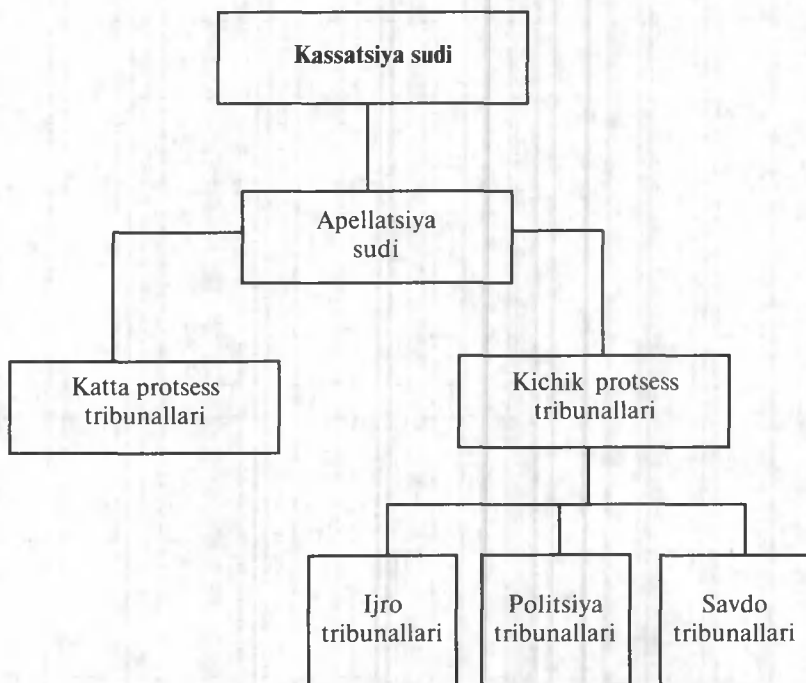 Kassatsiya sudi
Apellatsiya
sudi
Katta protsess
tribunallari
Kichik protsess
tribunallari
Ijro
tribunallari
Politsiya
tribunallari
Savdo
tribunallari